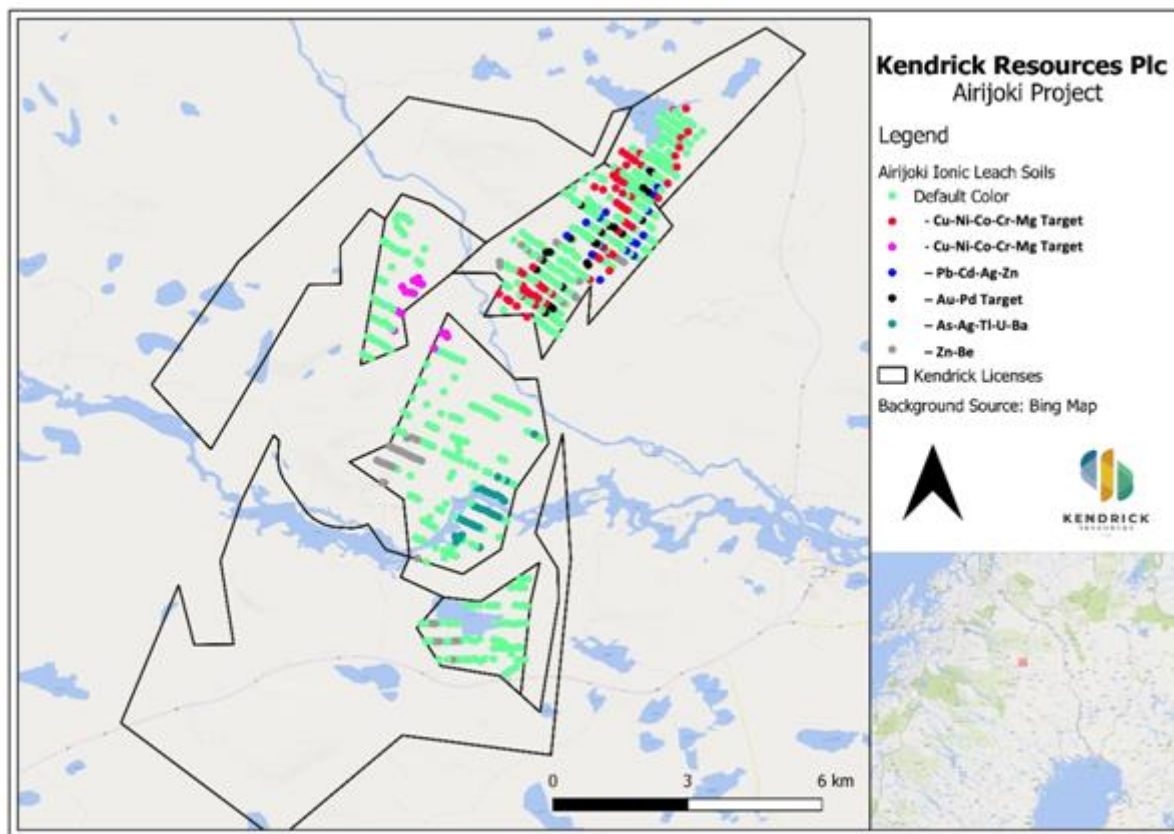 Kendrick Resources Plc
Airijoki Project
Legend
Airijoki Ionic Leach Soils
Default Color
- Cu-Ni-Co-Cr-Mg Target
- Cu-Ni-Co-Cr-Mg Target
– Pb-Cd-Ag-Zn
– Au-Pd Target
– As-Ag-Tl-U-Ba
– Zn-Be
Kendrick Licenses
Background Source: Bing Map
KENDRICK
RESOURCES
0 3 6 km